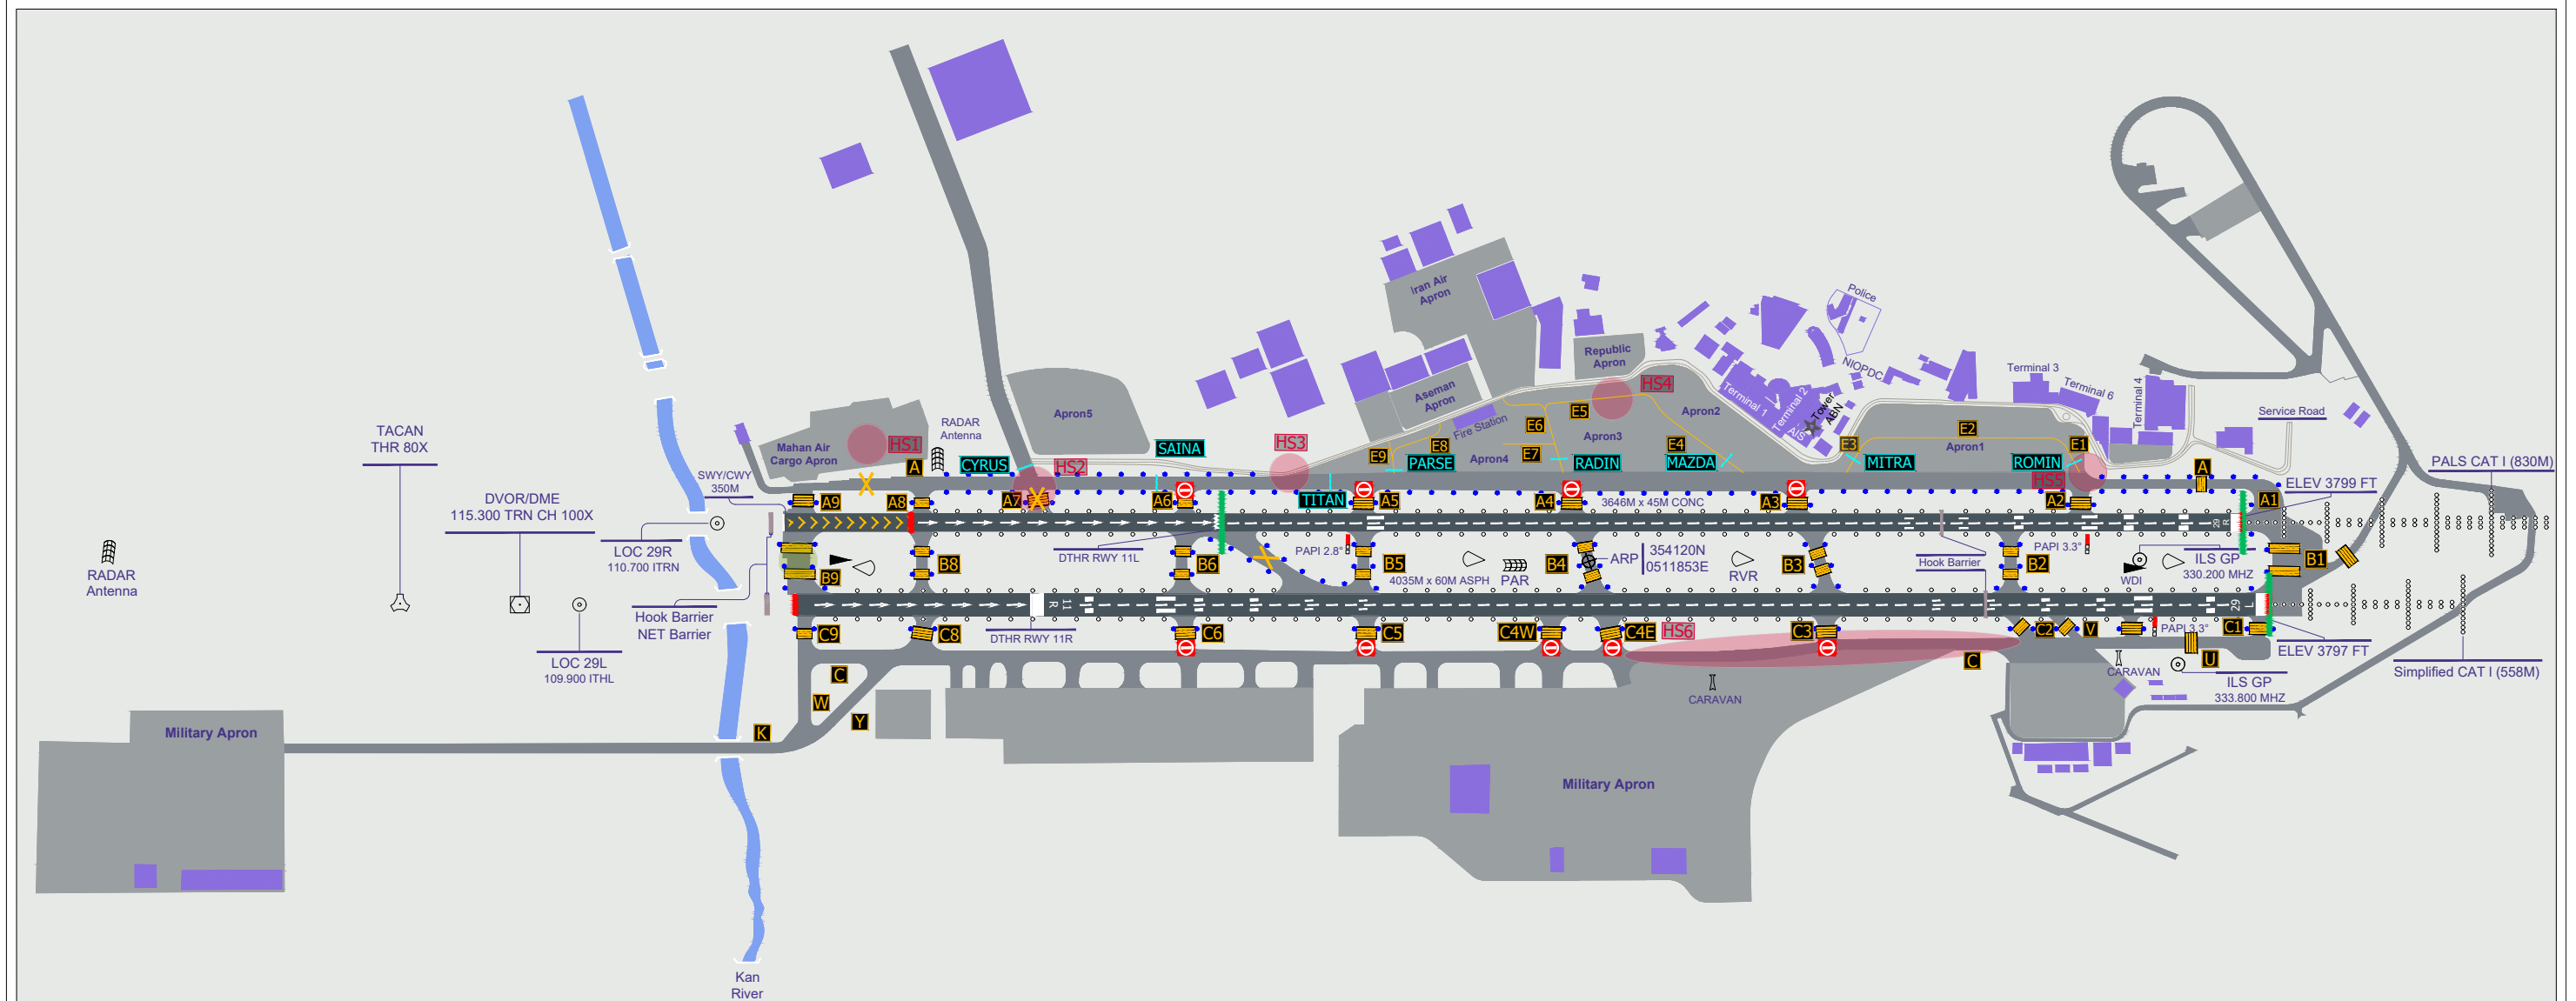 Police
Iran Air
Apron
Republic
Apron
HS4
NIOPDC
Terminal 3
Terminal 6
Terminal 4
Terminal 1
Terminal 2
Tower
ABN
AIS
Service Road
Aseman
Apron
Fire Station
E5
E6
E7
E8
E9
E4
E3
E2
E1
Apron5
Apron2
Apron3
Apron4
Apron1
TACAN
THR 80X
RADAR
Antenna
HS1
Mahan Air
Cargo Apron
A
CYRUS
HS2
SAINA
HS3
TITAN
PARSE
RADIN
MAZDA
MITRA
ROMIN
HS5
A
PALS CAT I (830M)
ELEV 3799 FT
SWY/CWY
350M
DVOR/DME
115.300 TRN CH 100X
A9
A8
A7
A6
A5
A4
3646M x 45M CONC
A3
A2
A1
29
R
LOC 29R
110.700 ITRN
RADAR
Antenna
DTHR RWY 11L
PAPI 2.8°
ARP
354120N
0511853E
Hook Barrier
PAPI 3.3°
ILS GP
330.200 MHZ
WDI
B9
B8
B6
B5
4035M x 60M ASPH
PAR
B4
RVR
B3
B2
B1
Hook Barrier
NET Barrier
11
R
29
L
DTHR RWY 11R
C9
C8
C6
C5
C4W
C4E
HS6
C3
C2
V
PAPI 3.3°
C1
ELEV 3797 FT
LOC 29L
109.900 ITHL
C
W
Y
K
C
CARAVAN
CARAVAN
U
ILS GP
333.800 MHZ
Simplified CAT I (558M)
Military Apron
Military Apron
Kan
River